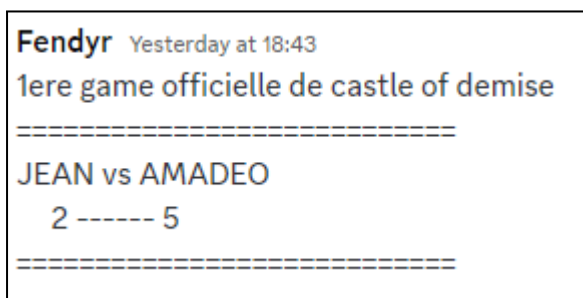 Fendyr Yesterday at 18:43
1ere game officielle de castle of demise
============================
JEAN vs AMADEO
2 ------ 5
============================